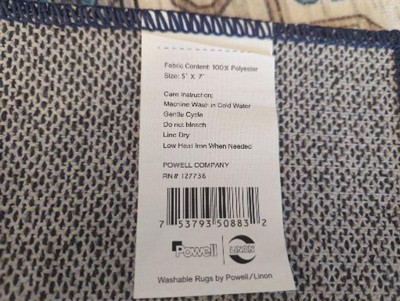 Fabric Content: 100% Polyester
Size: 5' X 7'
Care Instruction:
Machine Wash in Cold Water
Gentle Cycle
Do not bleach
Line Dry
Low Heat Iron When Needed
POWELL COMPANY
RN# 127736
7 53793 50883 2
Powell LINON
Washable Rugs by Powell/Linon